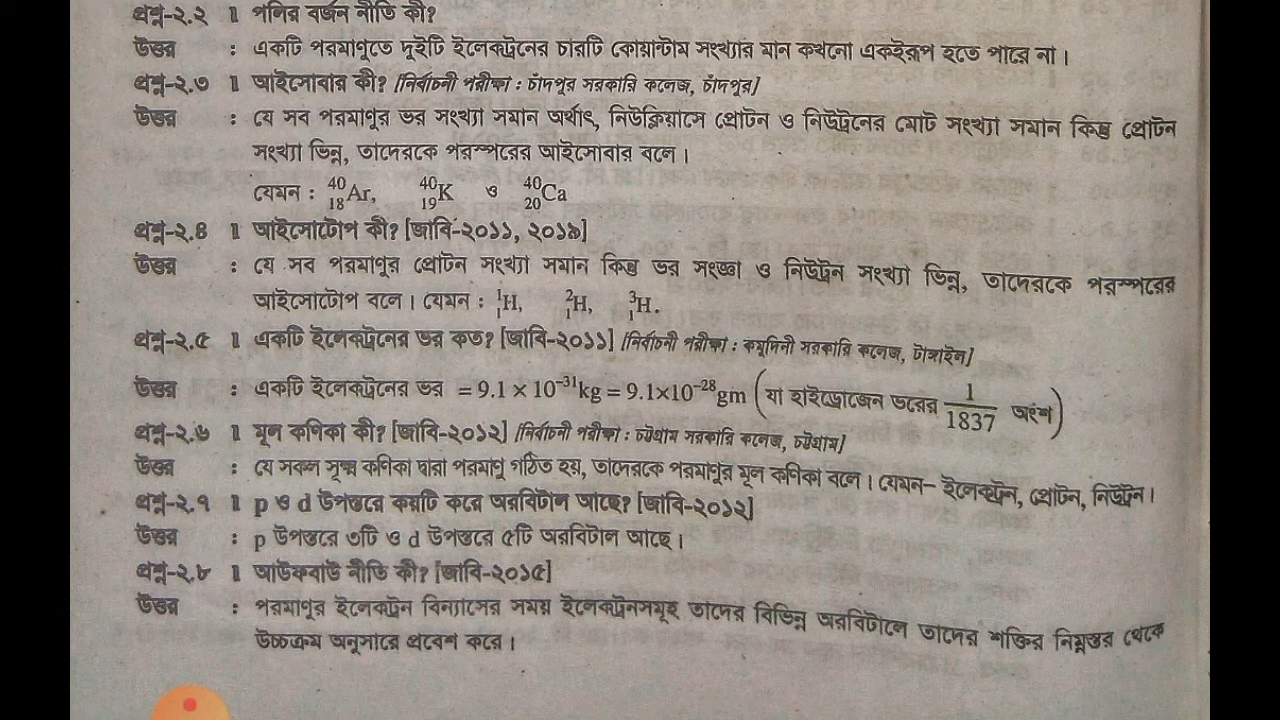 প্রশ্ন-২.২ ॥ পলির বর্জন নীতি কী?
উত্তর : একটি পরমাণুতে দুইটি ইলেকট্রনের চারটি কোয়ান্টাম সংখ্যার মান কখনো একইরূপ হতে পারে না।
প্রশ্ন-২.৩ ॥ আইসোবার কী? [নির্বাচনী পরীক্ষা : চাঁদপুর সরকারি কলেজ, চাঁদপুর]
উত্তর : যে সব পরমাণুর ভর সংখ্যা সমান অর্থাৎ, নিউক্লিয়াসে প্রোটন ও নিউট্রনের মোট সংখ্যা সমান কিন্তু প্রোটন
সংখ্যা ভিন্ন, তাদেরকে পরস্পরের আইসোবার বলে।
যেমন : ⁴⁰₁₈Ar, ⁴⁰₁₉K ও ⁴⁰₂₀Ca
প্রশ্ন-২.৪ ॥ আইসোটোপ কী? [জাবি-২০১১, ২০১৯]
উত্তর : যে সব পরমাণুর প্রোটন সংখ্যা সমান কিন্তু ভর সংজ্ঞা ও নিউট্রন সংখ্যা ভিন্ন, তাদেরকে পরস্পরের
আইসোটোপ বলে। যেমন : ¹₁H, ²₁H, ³₁H.
প্রশ্ন-২.৫ ॥ একটি ইলেকট্রনের ভর কত? [জাবি-২০১১] [নির্বাচনী পরীক্ষা : কুমুদিনী সরকারি কলেজ, টাঙ্গাইল]
উত্তর : একটি ইলেকট্রনের ভর = 9.1 × 10⁻³¹kg = 9.1×10⁻²⁸gm (যা হাইড্রোজেন ভরের 1/1837 অংশ)
প্রশ্ন-২.৬ ॥ মূল কণিকা কী? [জাবি-২০১২] [নির্বাচনী পরীক্ষা : চট্টগ্রাম সরকারি কলেজ, চট্টগ্রাম]
উত্তর : যে সকল সূক্ষ্ম কণিকা দ্বারা পরমাণু গঠিত হয়, তাদেরকে পরমাণুর মূল কণিকা বলে। যেমন– ইলেকট্রন, প্রোটন, নিউট্রন।
প্রশ্ন-২.৭ ॥ p ও d উপস্তরে কয়টি করে অরবিটাল আছে? [জাবি-২০১২]
উত্তর : p উপস্তরে ৩টি ও d উপস্তরে ৫টি অরবিটাল আছে।
প্রশ্ন-২.৮ ॥ আউফবাউ নীতি কী? [জাবি-২০১৫]
উত্তর : পরমাণুর ইলেকট্রন বিন্যাসের সময় ইলেকট্রনসমূহ তাদের বিভিন্ন অরবিটালে তাদের শক্তির নিম্নস্তর থেকে
উচ্চক্রম অনুসারে প্রবেশ করে।